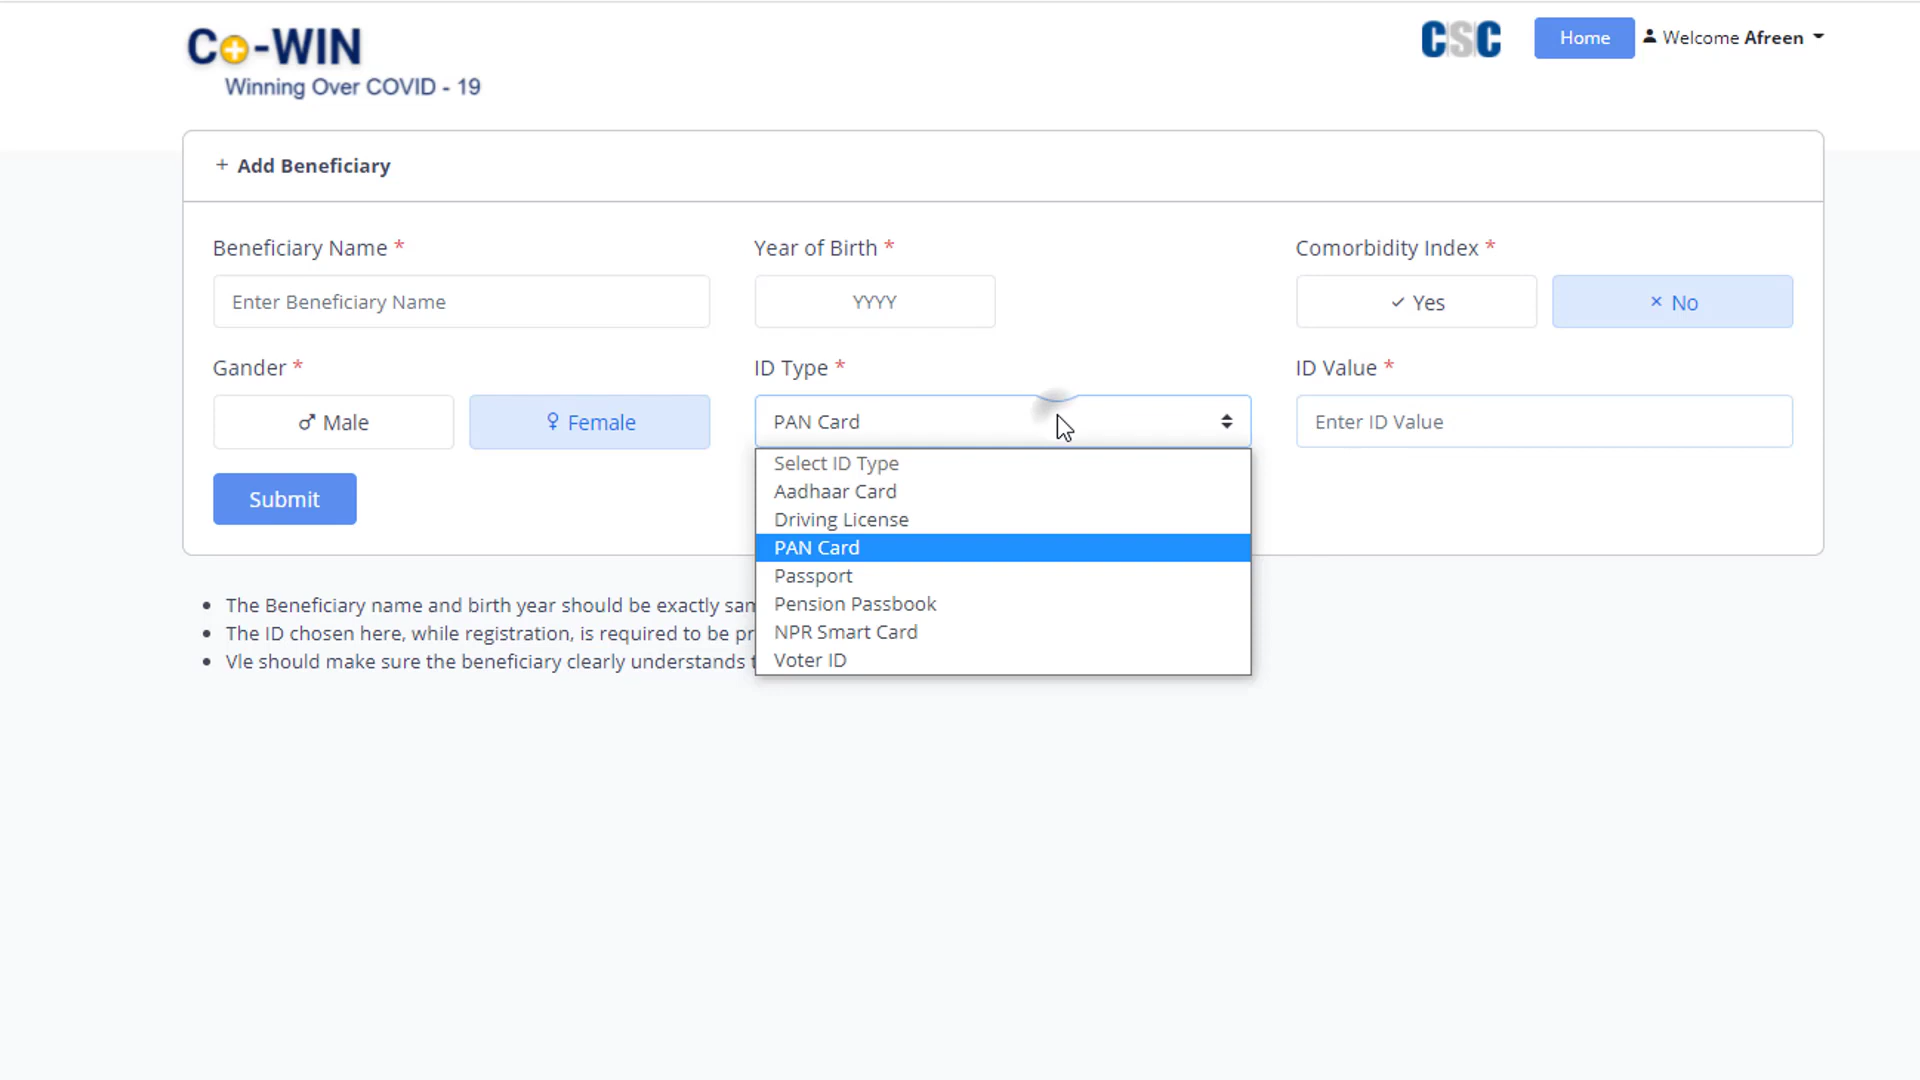 Co-WIN
Winning Over COVID - 19
CSC
Home
Welcome Afreen
+ Add Beneficiary
Beneficiary Name *
Year of Birth *
Comorbidity Index *
Enter Beneficiary Name
YYYY
✓ Yes
× No
Gander *
ID Type *
ID Value *
♂ Male
♀ Female
PAN Card
Enter ID Value
Submit
Select ID Type
Aadhaar Card
Driving License
PAN Card
Passport
Pension Passbook
NPR Smart Card
Voter ID
• The Beneficiary name and birth year should be exactly
• The ID chosen here, while registration, is required to be
• Vle should make sure the beneficiary clearly understands